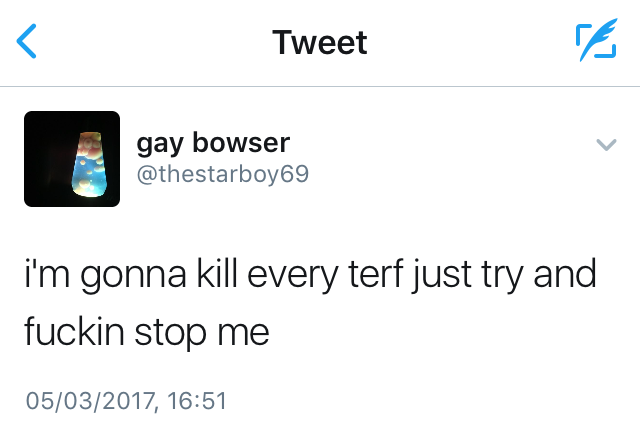 Tweet
gay bowser
@thestarboy69
i'm gonna kill every terf just try and
fuckin stop me
05/03/2017, 16:51